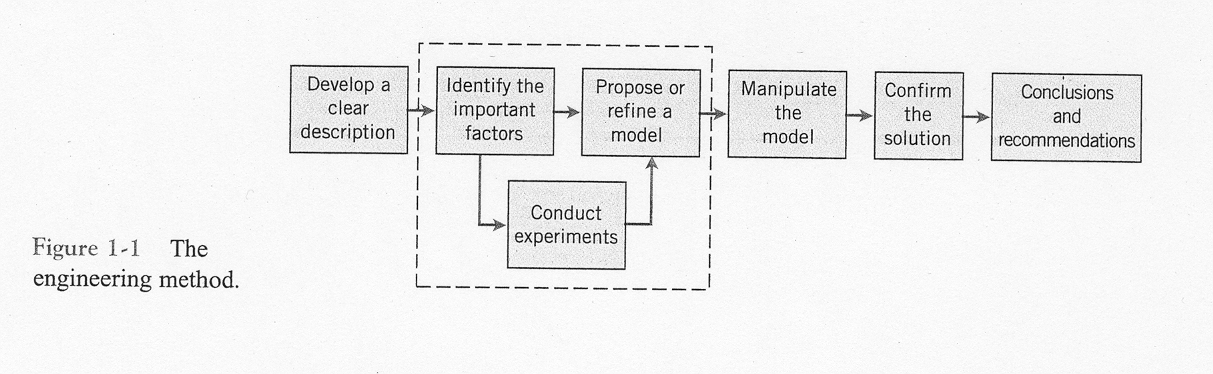 Develop a
clear
description
Identify the
important
factors
Propose or
refine a
model
Manipulate
the
model
Confirm
the
solution
Conclusions
and
recommendations
Conduct
experiments
Figure 1-1 The
engineering method.